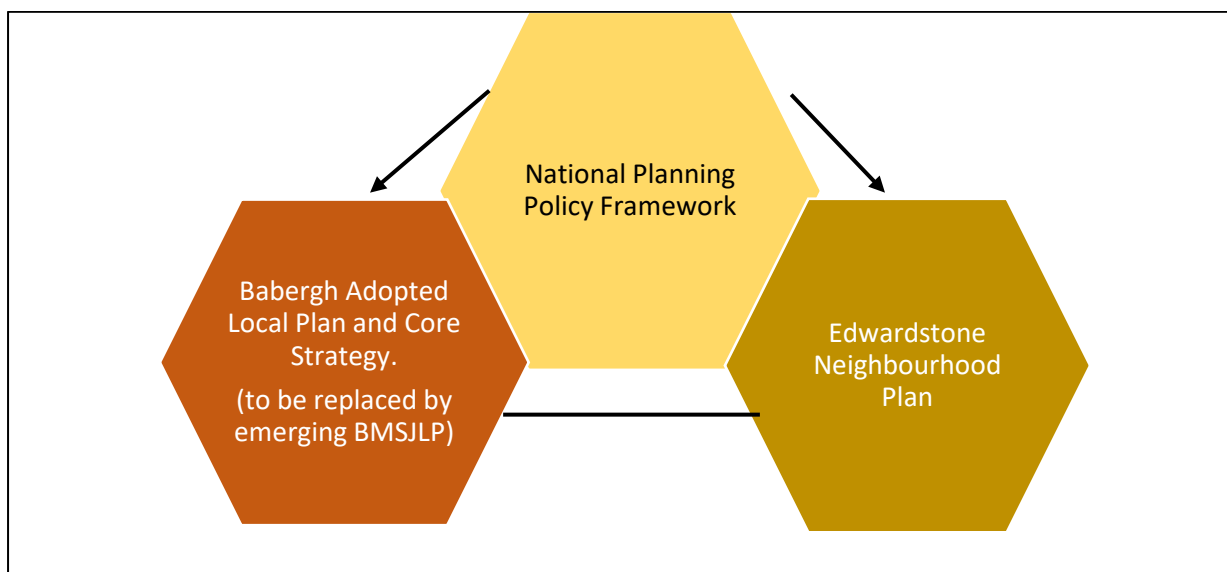 National Planning
Policy Framework
Babergh Adopted
Local Plan and Core
Strategy.
(to be replaced by
emerging BMSJLP)
Edwardstone
Neighbourhood
Plan